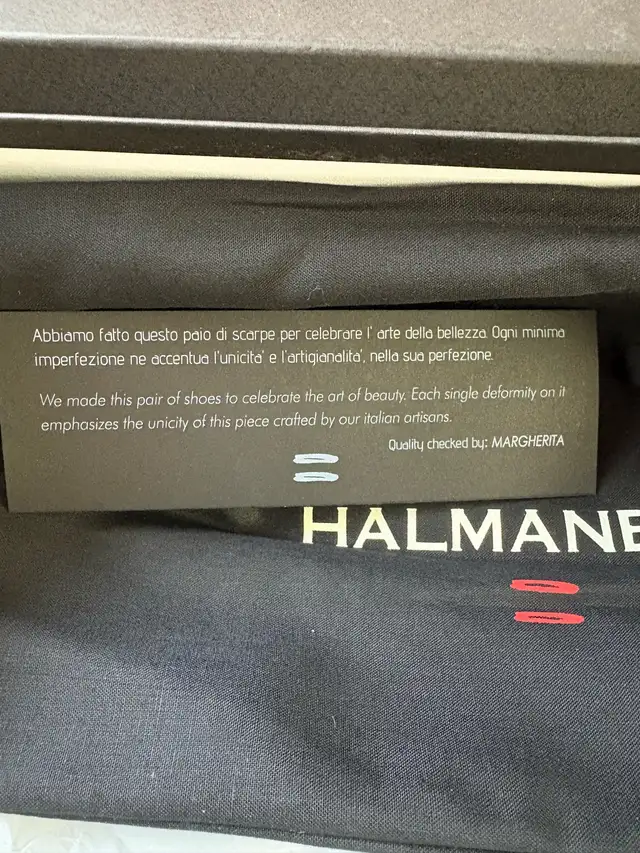 Abbiamo fatto questo paio di scarpe per celebrare l' arte della bellezza. Ogni minima
imperfezione ne accentua l'unicita' e l'artigianalita', nella sua perfezione.
We made this pair of shoes to celebrate the art of beauty. Each single deformity on it
emphasizes the unicity of this piece crafted by our italian artisans.
Quality checked by: MARGHERITA
HALMANE